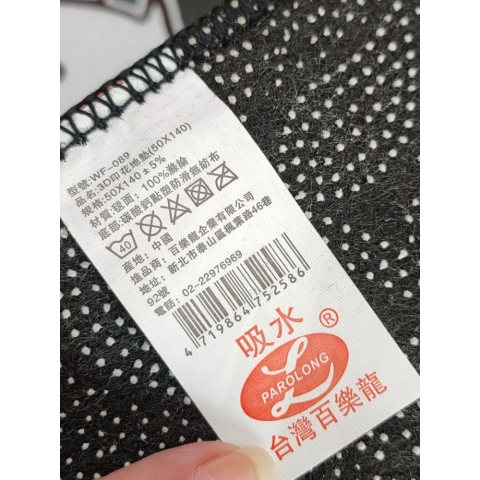 型號:WF-089
品名:3D印花地墊(50X140)
規格:50X140±5%
材質:毯面:100%滌綸
底部:碳酸鈣點塑防滑無紡布
40
產地:中國
進品商:百樂龍企業有限公司
地址:新北市泰山區楓葉路46巷
92號
電話:02-22976969
4719864752586
吸水
L
PAROLONG
®
台灣百樂龍